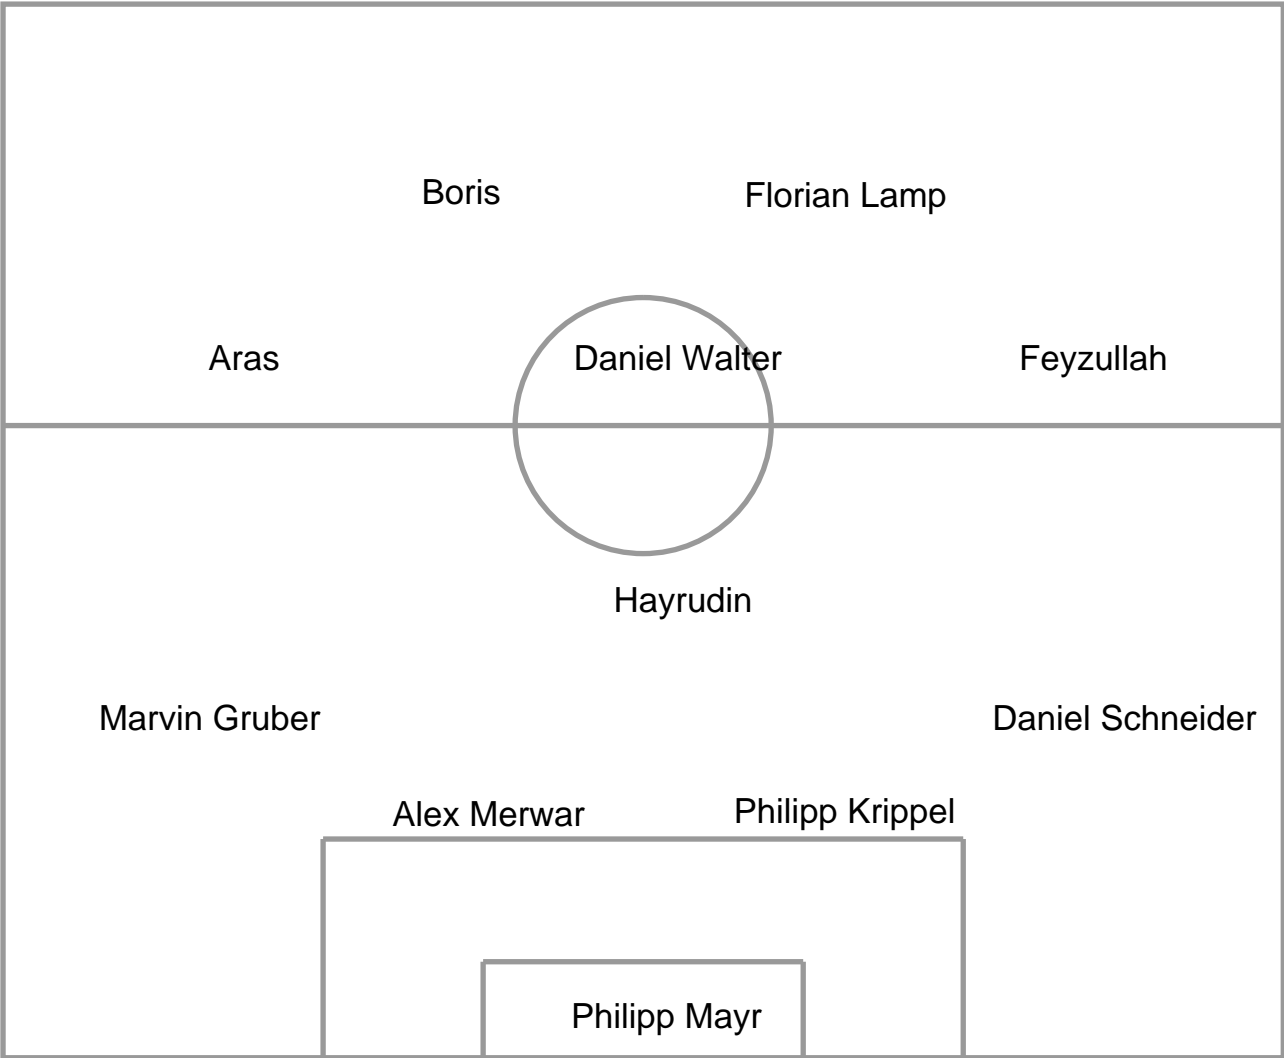 Boris
Florian Lamp
Aras
Daniel Walter
Feyzullah
Hayrudin
Marvin Gruber
Daniel Schneider
Alex Merwar
Philipp Krippel
Philipp Mayr